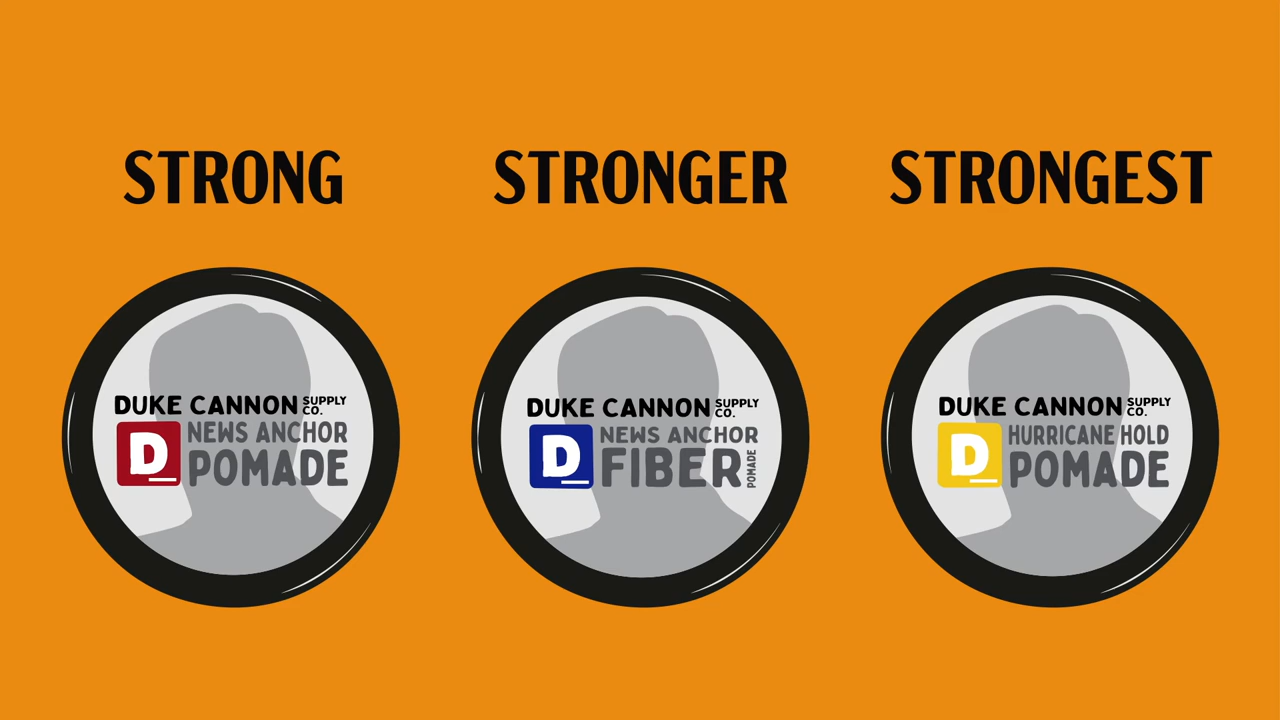 STRONG
STRONGER
STRONGEST
DUKE CANNON SUPPLY CO.
D
NEWS ANCHOR
POMADE
DUKE CANNON SUPPLY CO.
D
NEWS ANCHOR
FIBER POMADE
DUKE CANNON SUPPLY CO.
D
HURRICANE HOLD
POMADE